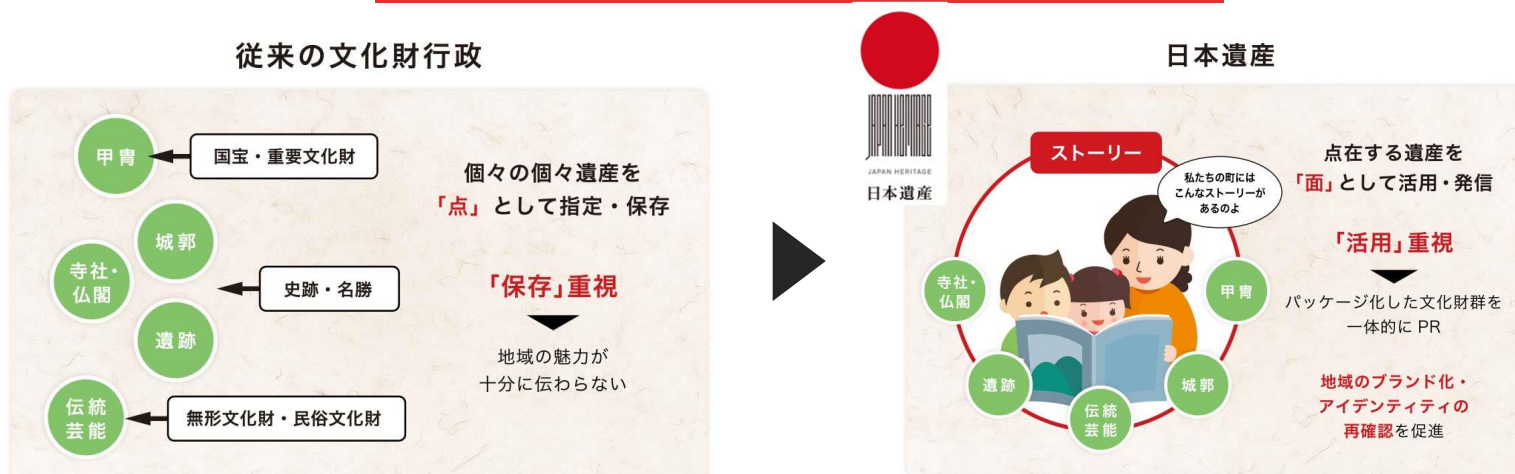 従来の文化財行政
甲冑
国宝・重要文化財
城郭
寺社・
仏閣
史跡・名勝
遺跡
伝統
芸能
無形文化財・民俗文化財
個々の個々遺産を
「点」として指定・保存
「保存」重視
地域の魅力が
十分に伝わらない
JAPAN HERITAGE
JAPAN HERITAGE
日本遺産
日本遺産
ストーリー
私たちの町には
こんなストーリーが
あるのよ
寺社・
仏閣
甲冑
遺跡
城郭
伝統
芸能
点在する遺産を
「面」として活用・発信
「活用」重視
パッケージ化した文化財群を
一体的に PR
地域のブランド化・
アイデンティティの
再確認を促進